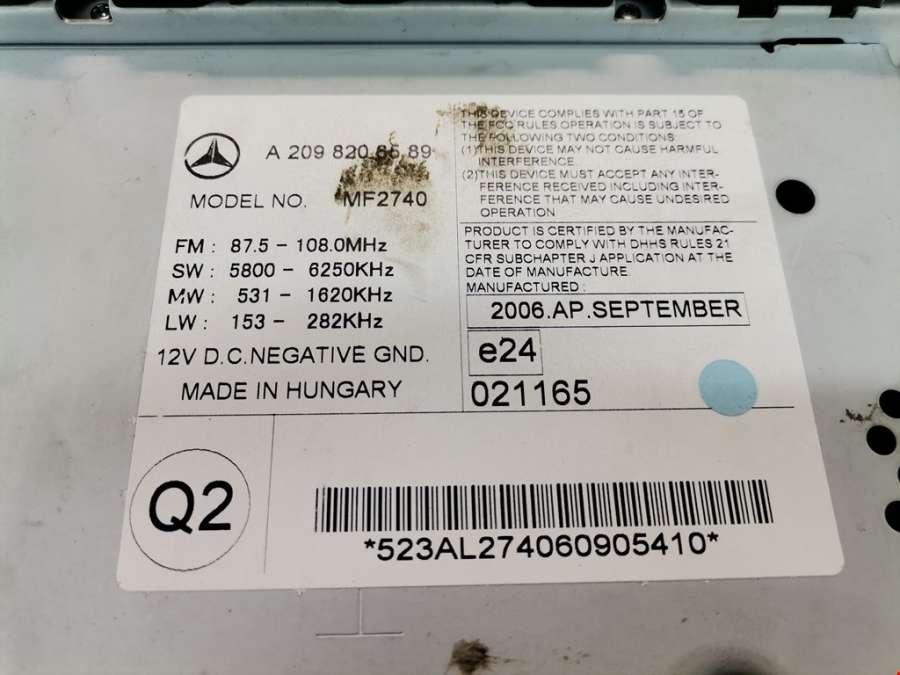 A 209 820 89
MODEL NO. MF2740
FM : 87.5 - 108.0MHz
SW : 5800 - 6250KHz
MW : 531 - 1620KHz
LW : 153 - 282KHz
12V D.C.NEGATIVE GND.
MADE IN HUNGARY
THIS DEVICE COMPLIES WITH PART 15 OF
THE FCC RULES OPERATION IS SUBJECT TO
THE FOLLOWING TWO CONDITIONS
(1)THIS DEVICE MAY NOT CAUSE HARMFUL
INTERFERENCE.
(2)THIS DEVICE MUST ACCEPT ANY INTER-
FERENCE RECEIVED INCLUDING INTER-
FERENCE THAT MAY CAUSE UNDESIRED
OPERATION
PRODUCT IS CERTIFIED BY THE MANUFAC-
TURER TO COMPLY WITH DHHS RULES 21
CFR SUBCHAPTER J APPLICATION AT THE
DATE OF MANUFACTURE.
MANUFACTURED :
2006.AP.SEPTEMBER
e24
021165
Q2
*523AL274060905410*